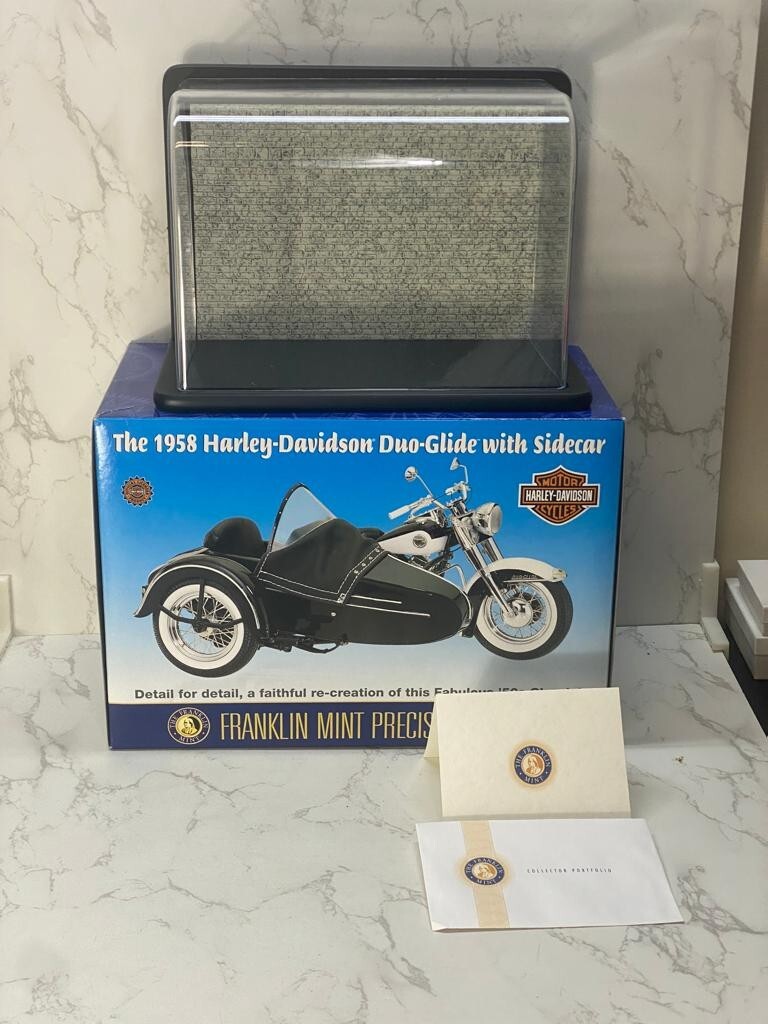 The 1958 Harley-Davidson Duo-Glide with Sidecar
MOTOR
HARLEY-DAVIDSON
CYCLES
Detail for detail, a faithful re-creation of this Fabulous '50s
THE FRANKLIN MINT
FRANKLIN MINT PRECIS
THE FRANKLIN MINT
THE FRANKLIN MINT
COLLECTOR PORTFOLIO